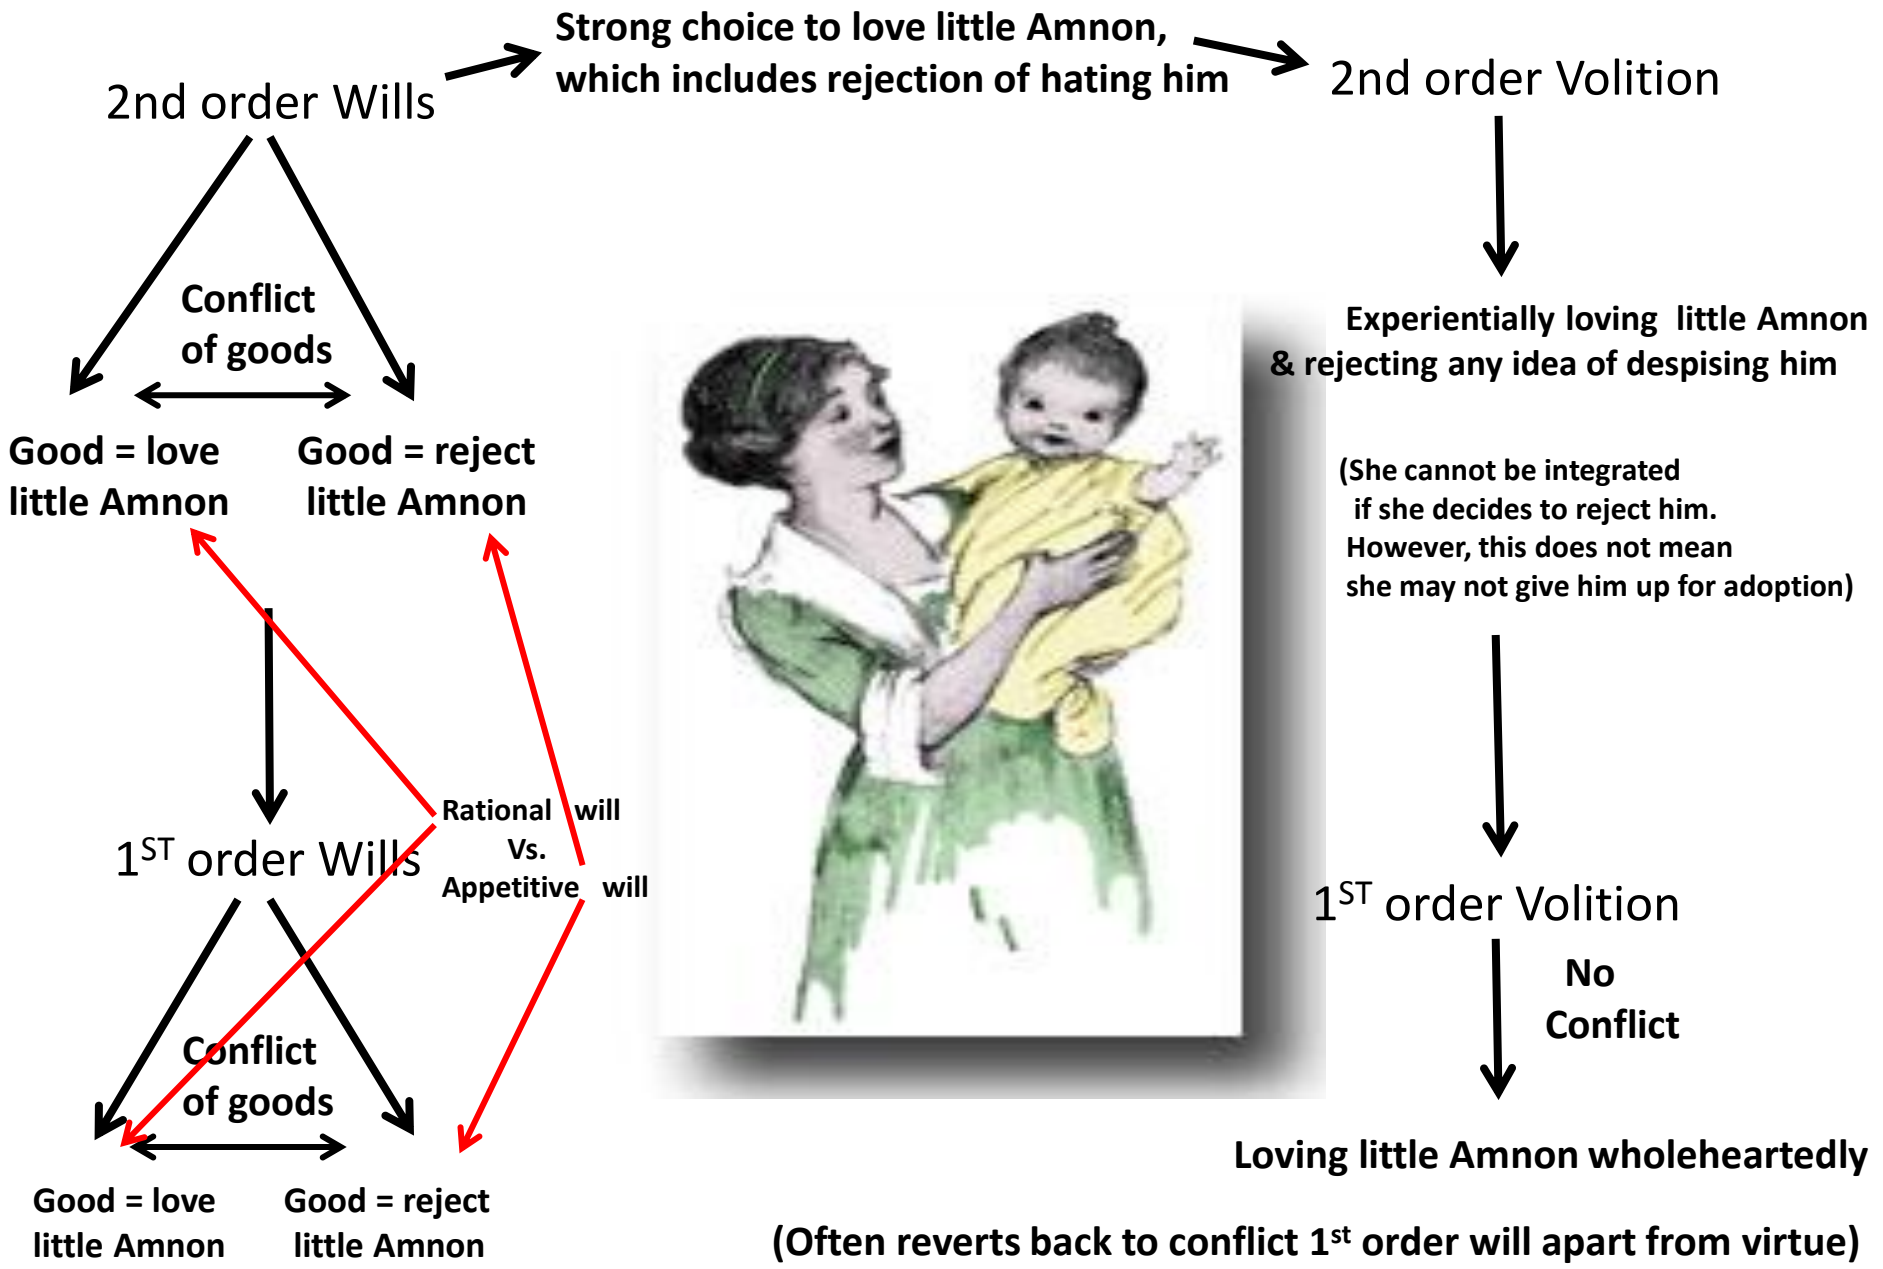 Strong choice to love little Amnon,
which includes rejection of hating him
2nd order Wills
2nd order Volition
Conflict
of goods
Good = love
little Amnon
Good = reject
little Amnon
Experientially loving little Amnon
& rejecting any idea of despising him
(She cannot be integrated
if she decides to reject him.
However, this does not mean
she may not give him up for adoption)
Rational will
Vs.
Appetitive will
1ST order Wills
1ST order Volition
No
Conflict
Conflict
of goods
Good = love
little Amnon
Good = reject
little Amnon
Loving little Amnon wholeheartedly
(Often reverts back to conflict 1st order will apart from virtue)